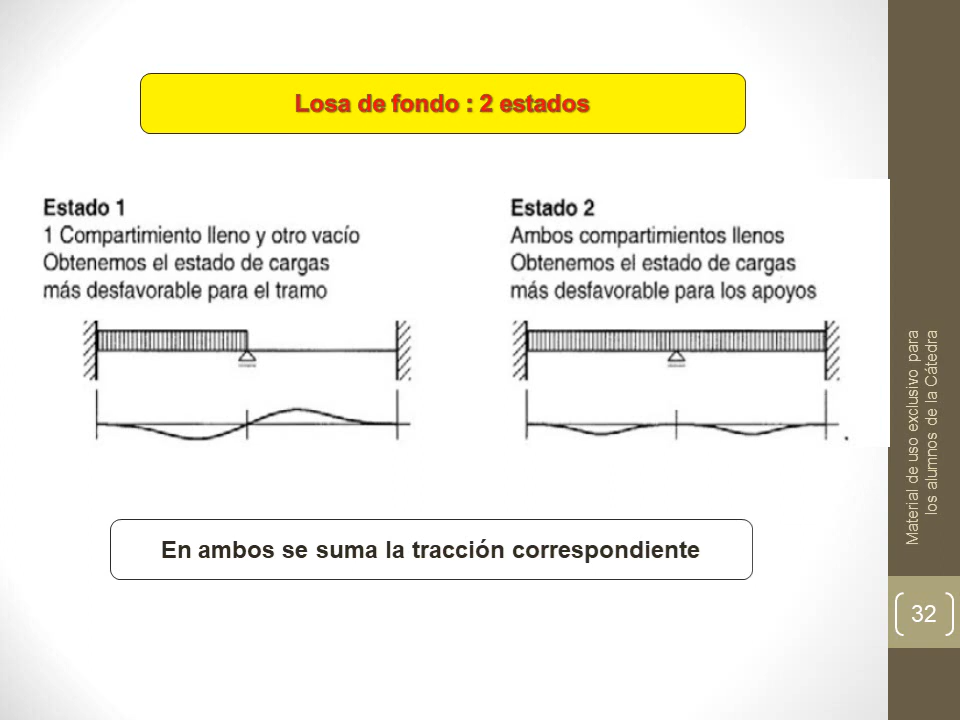 Losa de fondo : 2 estados
Estado 1
1 Compartimiento lleno y otro vacío
Obtenemos el estado de cargas
más desfavorable para el tramo
Estado 2
Ambos compartimientos llenos
Obtenemos el estado de cargas
más desfavorable para los apoyos
En ambos se suma la tracción correspondiente
Material de uso exclusivo para
los alumnos de la Cátedra
32